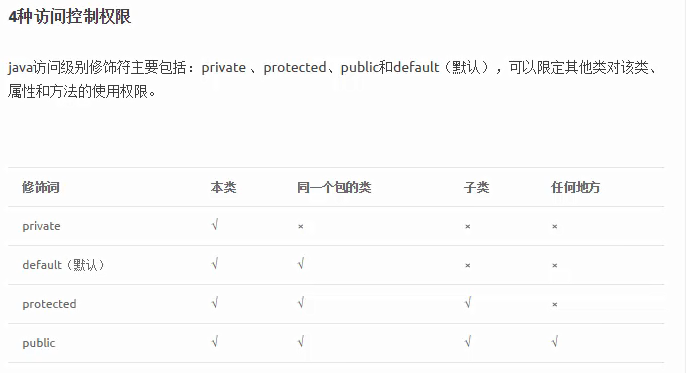 4种访问控制权限
java访问级别修饰符主要包括：private 、protected、public和default（默认），可以限定其他类对该类、
属性和方法的使用权限。
修饰词 本类 同一个包的类 子类 任何地方
private √ × × ×
default（默认） √ √ × ×
protected √ √ √ ×
public √ √ √ √